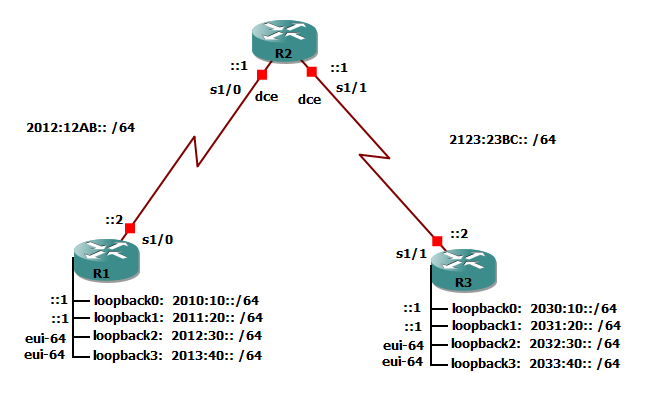 R2
::1
::1
s1/0
s1/1
dce
dce
2012:12AB:: /64
2123:23BC:: /64
::2
s1/0
::2
s1/1
R1
R3
::1 loopback0: 2010:10::/64
::1 loopback1: 2011:20:: /64
eui-64 loopback2: 2012:30:: /64
eui-64 loopback3: 2013:40:: /64
::1 loopback0: 2030:10::/64
::1 loopback1: 2031:20:: /64
eui-64 loopback2: 2032:30:: /64
eui-64 loopback3: 2033:40:: /64